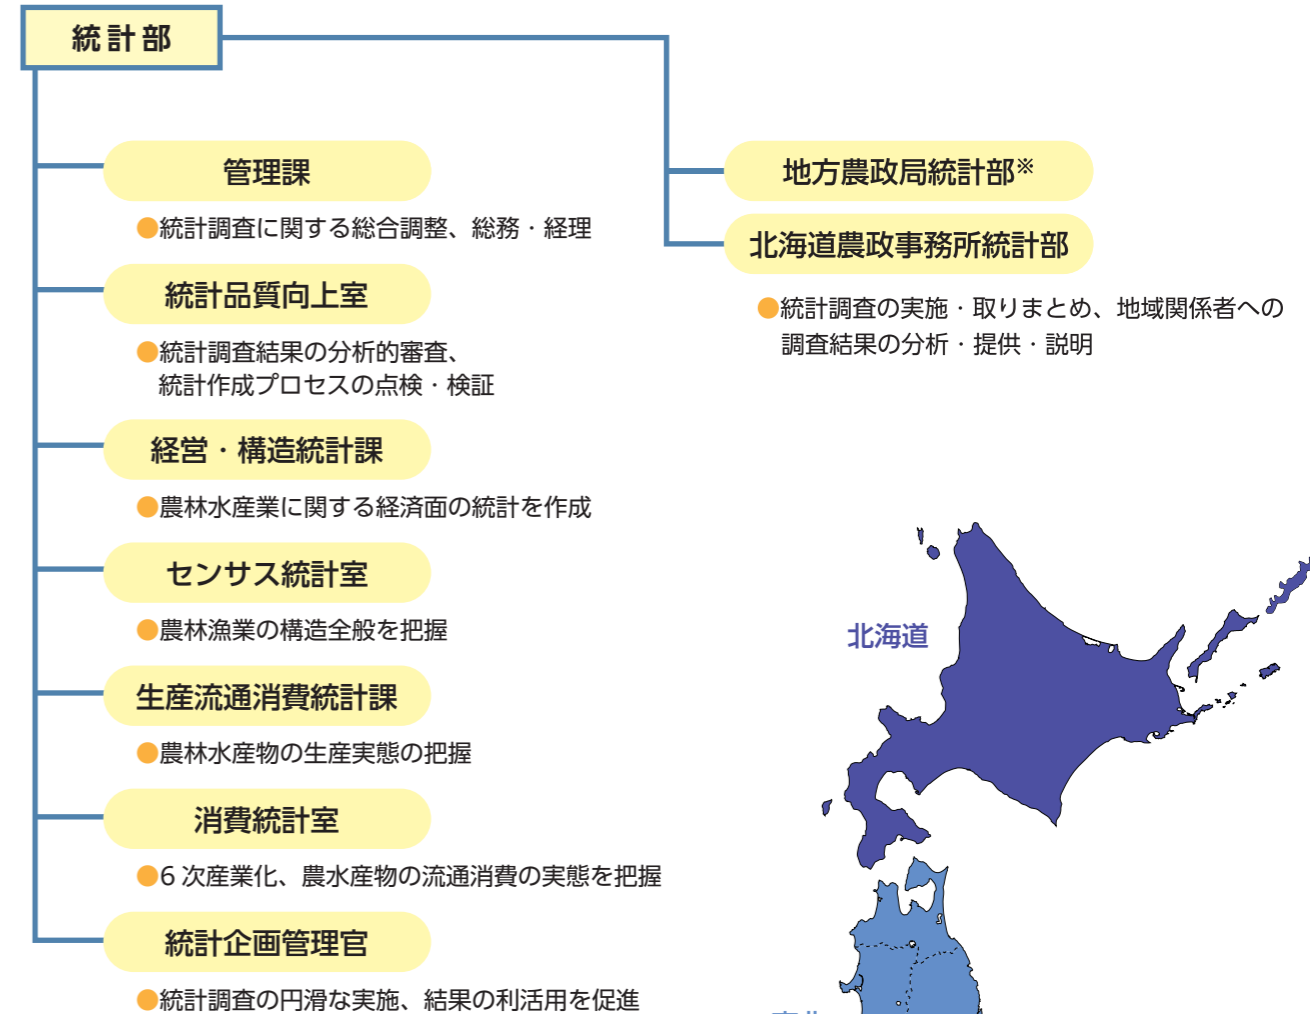 統計部
管理課
●統計調査に関する総合調整、総務・経理
統計品質向上室
●統計調査結果の分析的審査、
統計作成プロセスの点検・検証
経営・構造統計課
●農林水産業に関する経済面の統計を作成
センサス統計室
●農林漁業の構造全般を把握
生産流通消費統計課
●農林水産物の生産実態の把握
消費統計室
●6次産業化、農水産物の流通消費の実態を把握
統計企画管理官
●統計調査の円滑な実施、結果の利活用を促進
地方農政局統計部※
北海道農政事務所統計部
●統計調査の実施・取りまとめ、地域関係者への
調査結果の分析・提供・説明
北海道